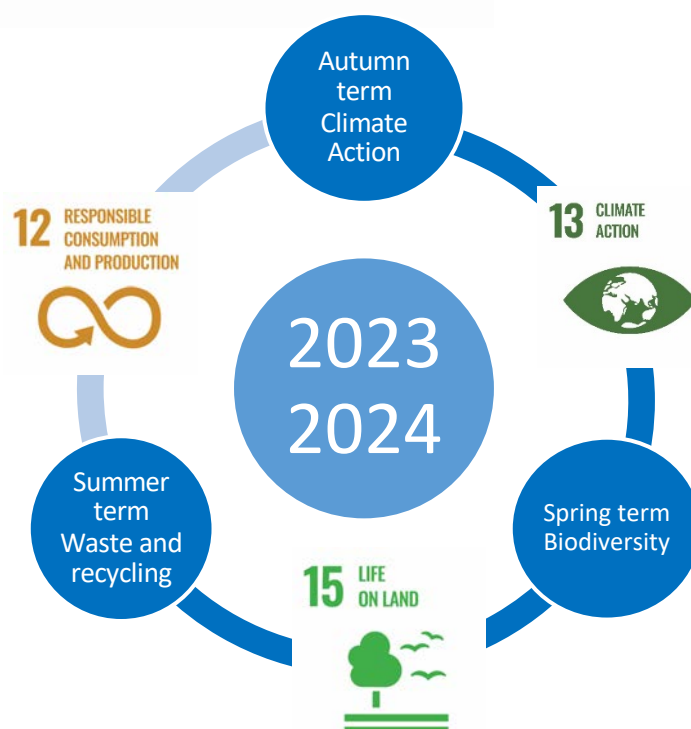 Autumn
term
Climate
Action
12 RESPONSIBLE
CONSUMPTION
AND PRODUCTION
13 CLIMATE
ACTION
2023
2024
Summer
term
Waste and
recycling
Spring term
Biodiversity
15 LIFE
ON LAND